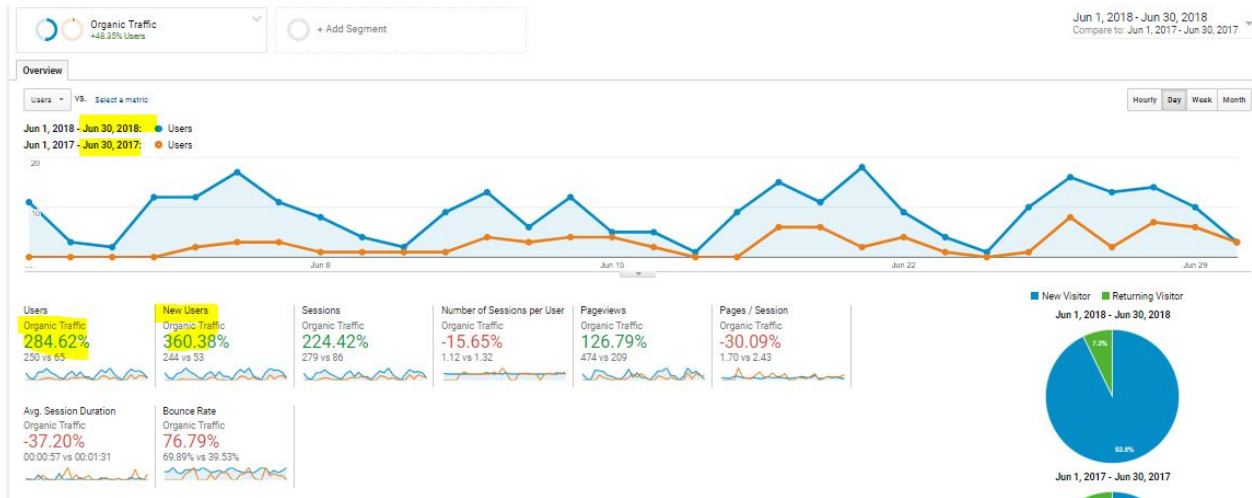 Organic Traffic
+48.35% Users
+ Add Segment
Jun 1, 2018 - Jun 30, 2018
Compare to: Jun 1, 2017 - Jun 30, 2017
Overview
Users VS. Select a metric
Hourly Day Week Month
Jun 1, 2018 - Jun 30, 2018: Users
Jun 1, 2017 - Jun 30, 2017: Users
20
10
... Jun 8 Jun 15 Jun 22 Jun 29
New Visitor Returning Visitor
Jun 1, 2018 - Jun 30, 2018
7.3%
92.8%
Jun 1, 2017 - Jun 30, 2017
Users
Organic Traffic
284.62%
250 vs 65
New Users
Organic Traffic
360.38%
244 vs 53
Sessions
Organic Traffic
224.42%
279 vs 86
Number of Sessions per User
Organic Traffic
-15.65%
1.12 vs 1.32
Pageviews
Organic Traffic
126.79%
474 vs 209
Pages / Session
Organic Traffic
-30.09%
1.70 vs 2.43
Avg. Session Duration
Organic Traffic
-37.20%
00:00:57 vs 00:01:31
Bounce Rate
Organic Traffic
76.79%
69.89% vs 39.53%